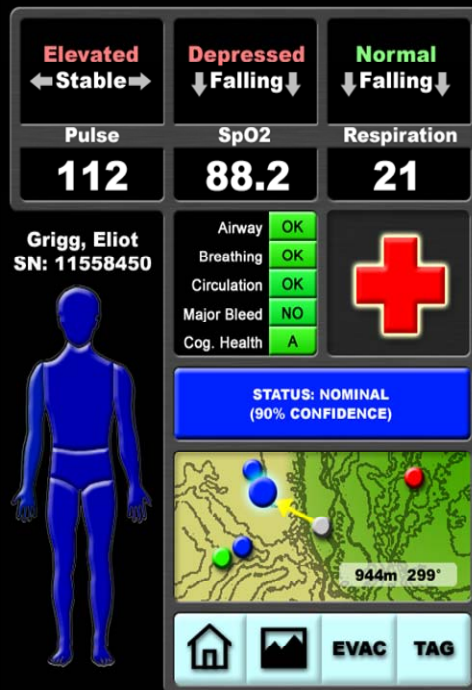 Elevated
Stable
Pulse
112
Depressed
Falling
SpO2
88.2
Normal
Falling
Respiration
21
Grigg, Eliot
SN: 11558450
Airway OK
Breathing OK
Circulation OK
Major Bleed NO
Cog. Health A
STATUS: NOMINAL
(90% CONFIDENCE)
944m 299°
EVAC
TAG